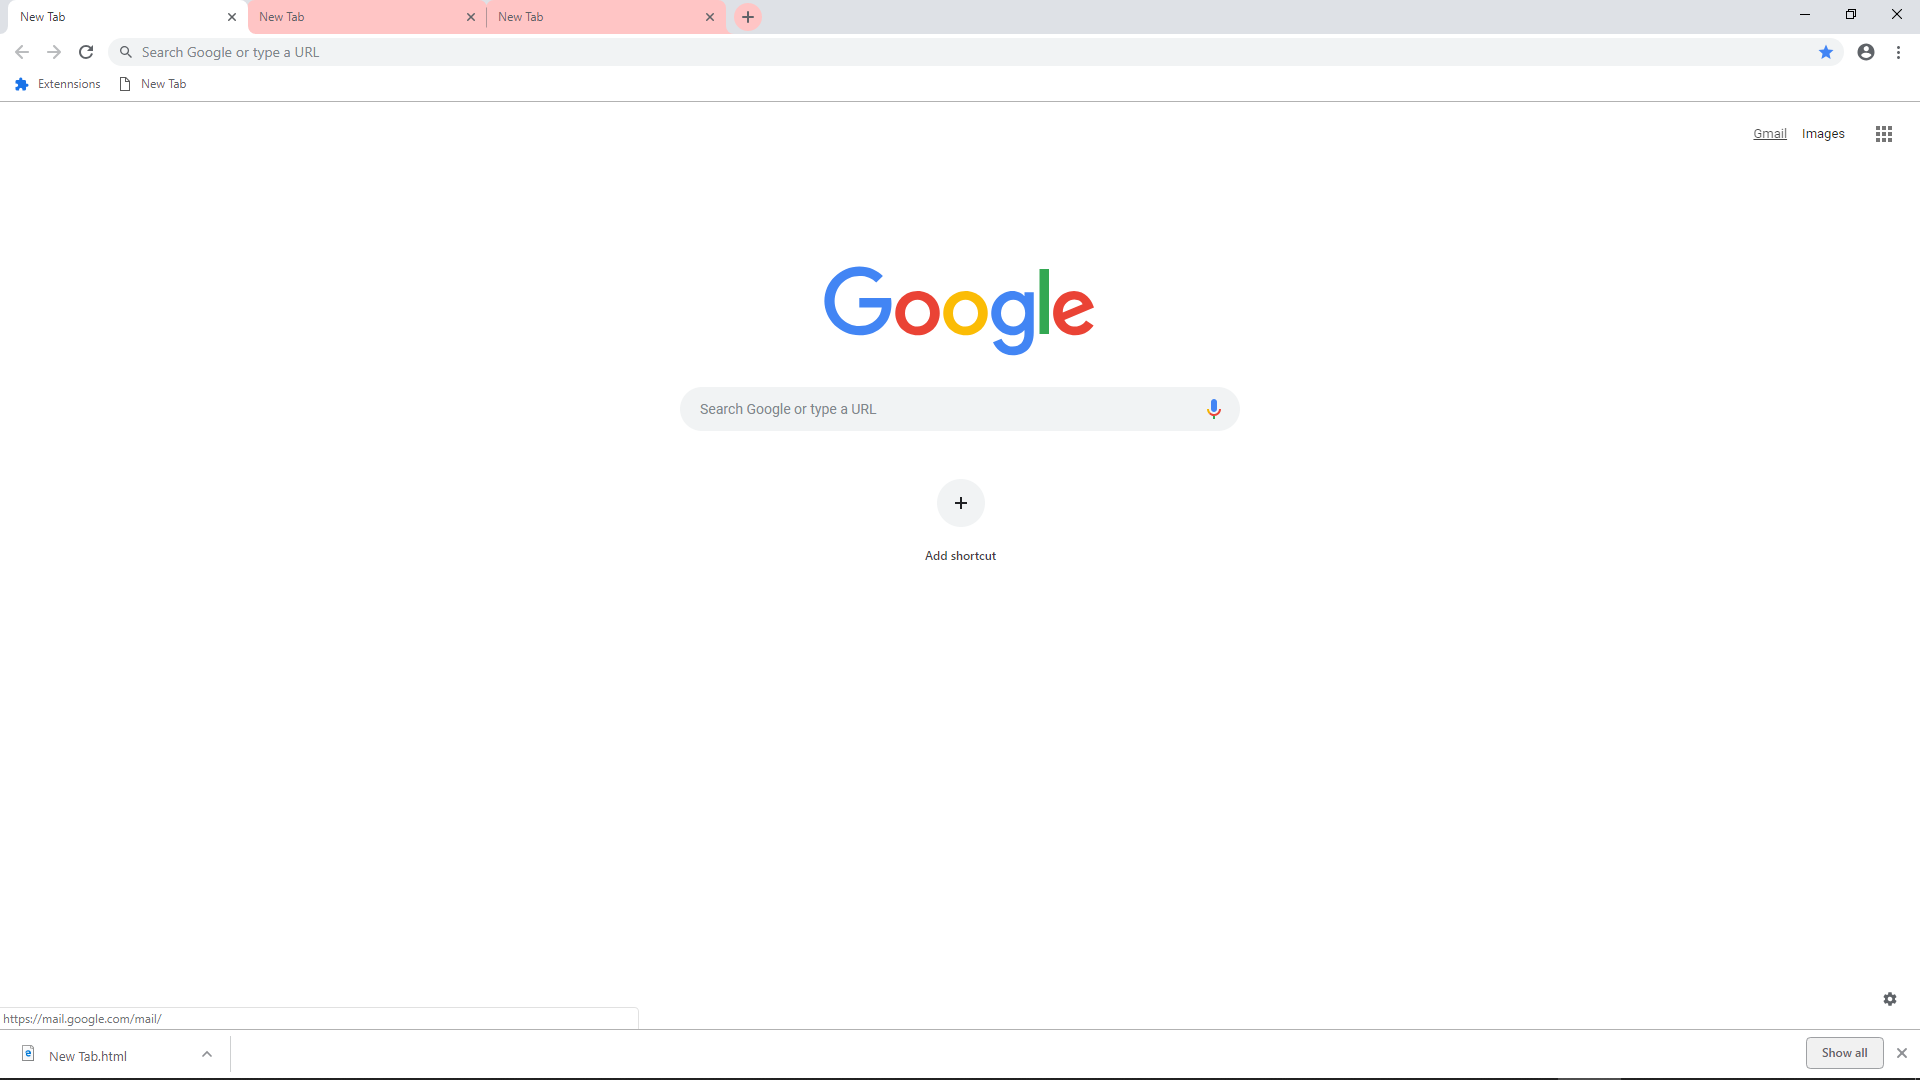 New Tab
New Tab
New Tab
Search Google or type a URL
Extennsions
New Tab
Gmail
Images
Google
Search Google or type a URL
Add shortcut
https://mail.google.com/mail/
New Tab.html
Show all